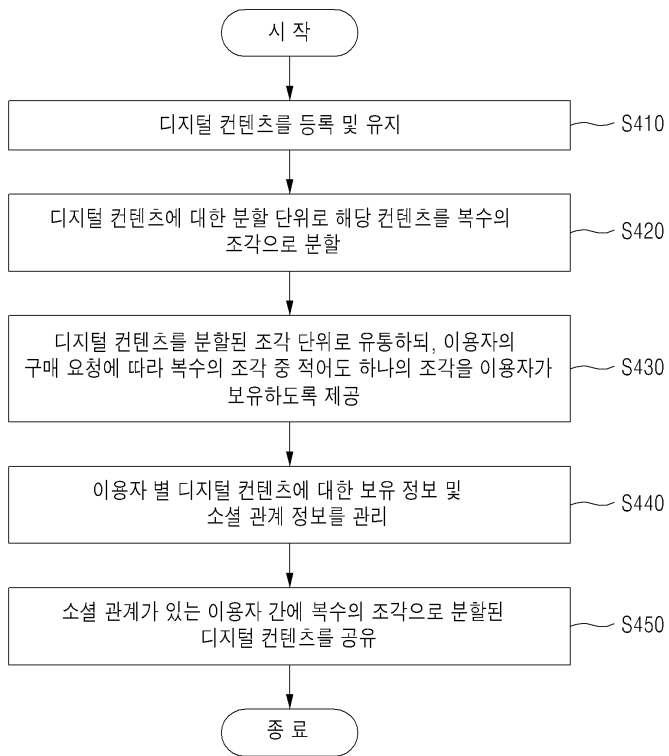 시 작
디지털 컨텐츠를 등록 및 유지
S410
디지털 컨텐츠에 대한 분할 단위로 해당 컨텐츠를 복수의
조각으로 분할
S420
디지털 컨텐츠를 분할된 조각 단위로 유통하되, 이용자의
구매 요청에 따라 복수의 조각 중 적어도 하나의 조각을 이용자가
보유하도록 제공
S430
이용자 별 디지털 컨텐츠에 대한 보유 정보 및
소셜 관계 정보를 관리
S440
소셜 관계가 있는 이용자 간에 복수의 조각으로 분할된
디지털 컨텐츠를 공유
S450
종 료